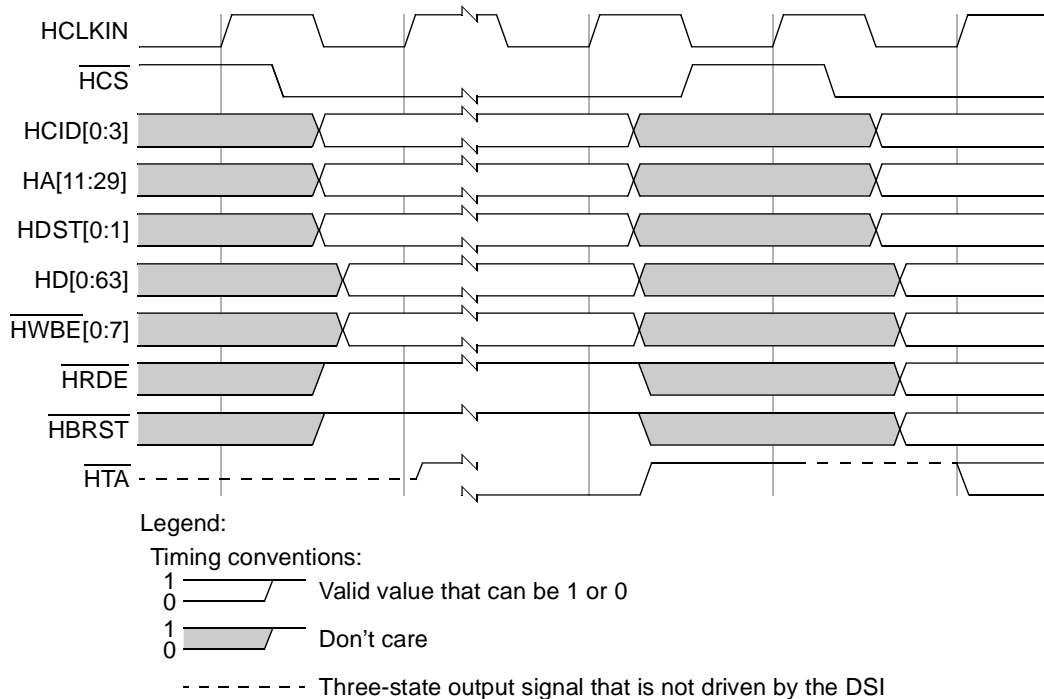 HCLKIN
HCS
HCID[0:3]
HA[11:29]
HDST[0:1]
HD[0:63]
HWBE[0:7]
HRDE
HBRST
HTA
Legend:
Timing conventions:
1
0
Valid value that can be 1 or 0
1
0
Don't care
Three-state output signal that is not driven by the DSI